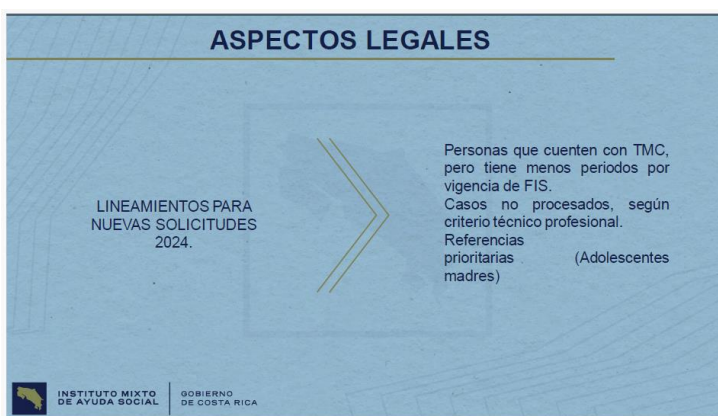 ASPECTOS LEGALES
LINEAMIENTOS PARA
NUEVAS SOLICITUDES
2024.
Personas que cuenten con TMC,
pero tiene menos periodos por
vigencia de FIS.
Casos no procesados, según
criterio técnico profesional.
Referencias
prioritarias (Adolescentes
madres)
INSTITUTO MIXTO
DE AYUDA SOCIAL
GOBIERNO
DE COSTA RICA